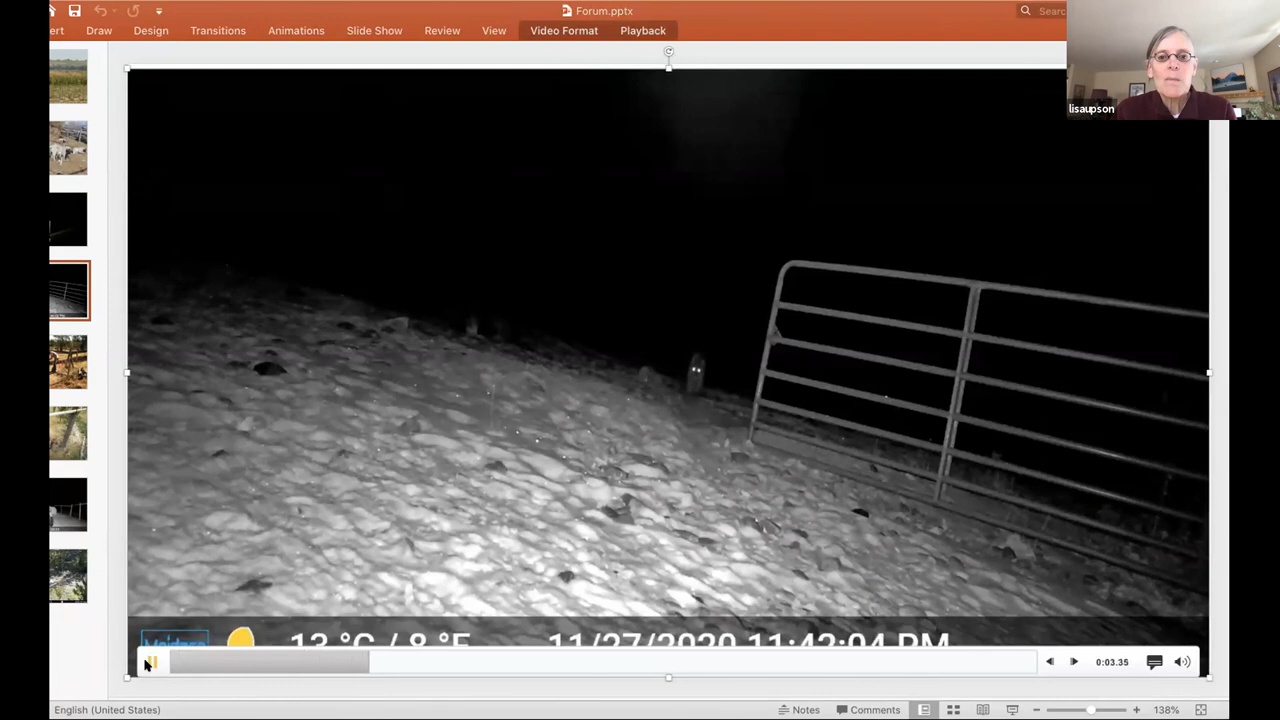 Forum.pptx
Searc
ert Draw Design Transitions Animations Slide Show Review View Video Format Playback
lisaupson
13 °C / 8 °F 11/27/2020 11:42:04 PM
0:03.35
English (United States) Notes Comments 138%